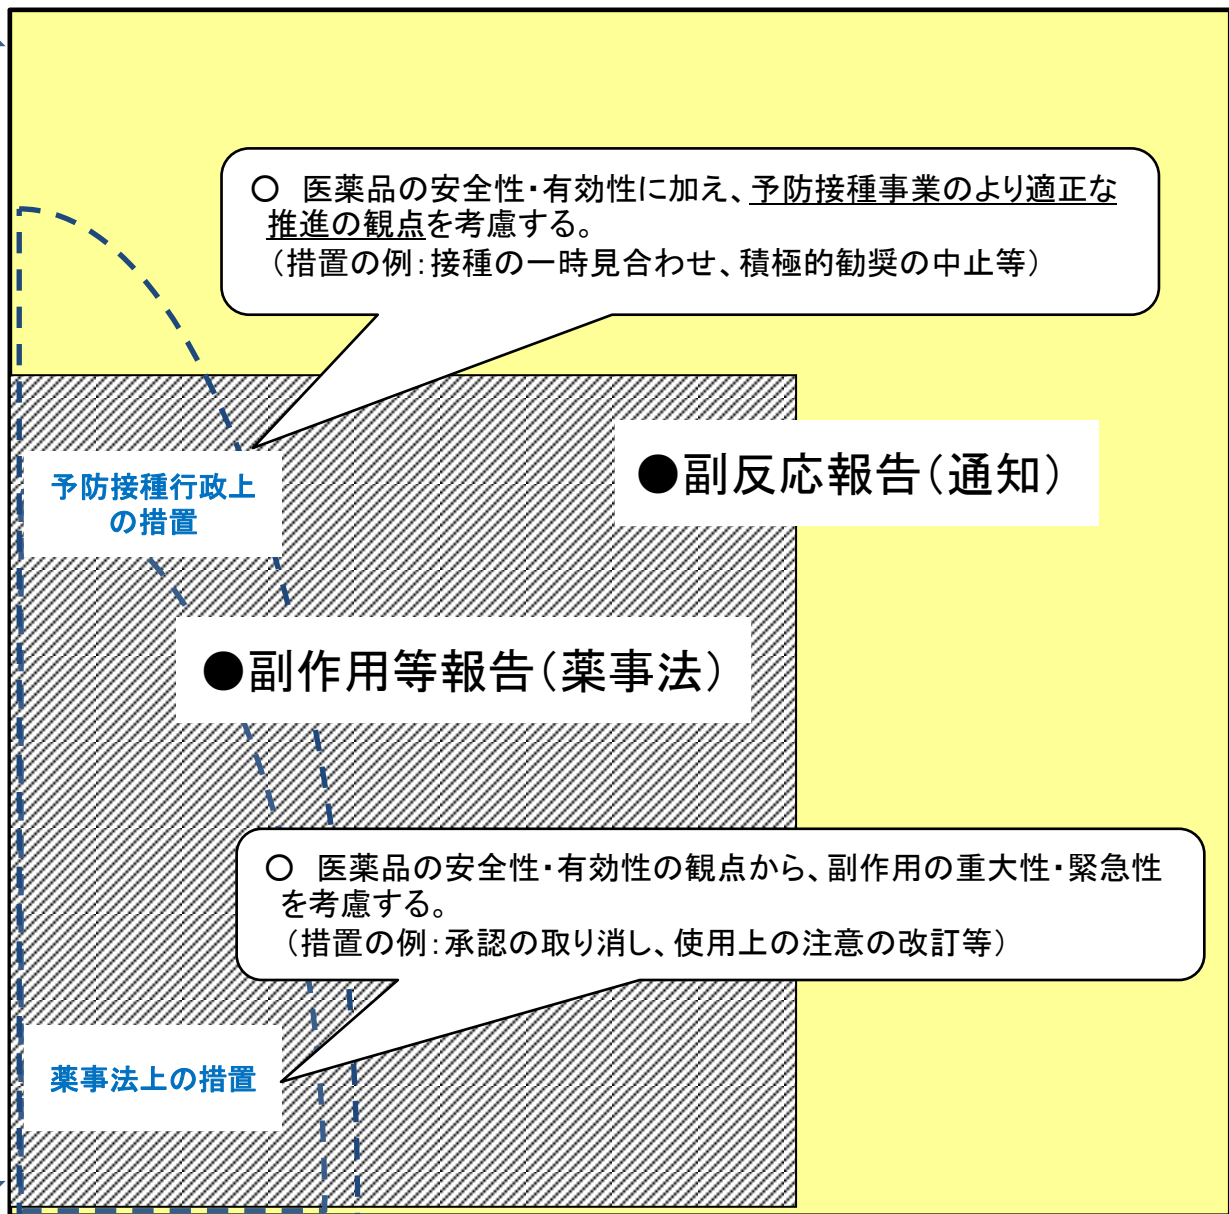 ○　医薬品の安全性・有効性に加え、予防接種事業のより適正な
推進の観点を考慮する。
（措置の例：接種の一時見合わせ、積極的勧奨の中止等）
予防接種行政上
の措置
●副反応報告（通知）
●副作用等報告（薬事法）
○　医薬品の安全性・有効性の観点から、副作用の重大性・緊急性
を考慮する。
（措置の例：承認の取り消し、使用上の注意の改訂等）
薬事法上の措置